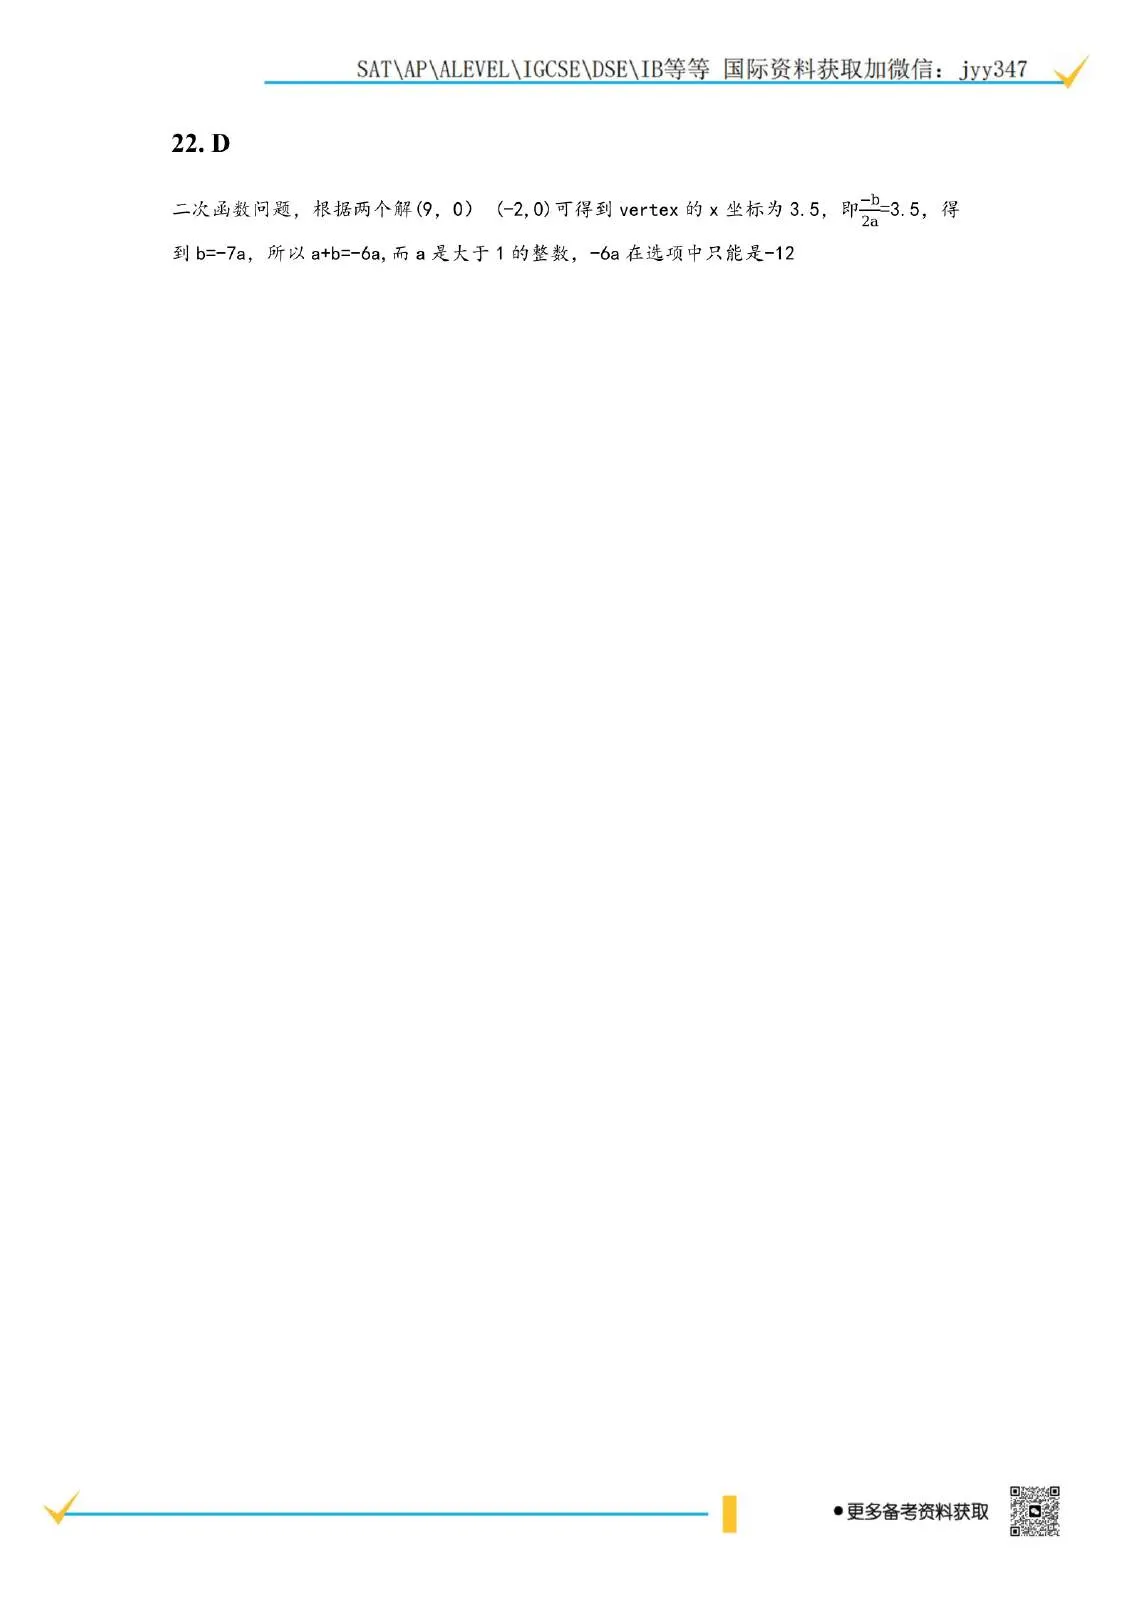 SAT\AP\ALEVEL\IGCSE\DSE\IB等等 国际资料获取加微信: jyy347
22. D
二次函数问题, 根据两个解(9, 0) (-2,0)可得到 vertex 的 x 坐标为 3.5, 即-b/2a=3.5, 得
到 b=-7a, 所以 a+b=-6a,而 a 是大于 1 的整数, -6a 在选项中只能是-12
●更多备考资料获取